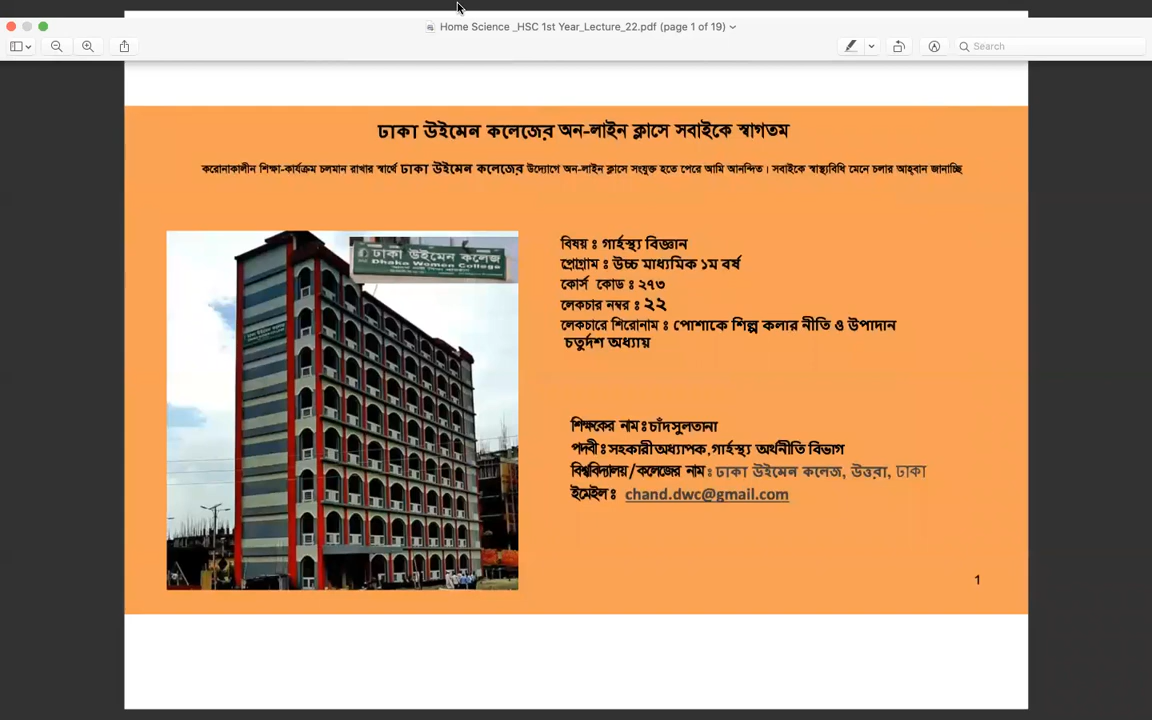 Home Science _HSC 1st Year_Lecture_22.pdf (page 1 of 19)
Search
ঢাকা উইমেন কলেজের অন-লাইন ক্লাসে সবাইকে স্বাগতম
করোনাকালীন শিক্ষা-কার্যক্রম চলমান রাখার স্বার্থে ঢাকা উইমেন কলেজের উদ্যোগে অন-লাইন ক্লাসে সংযুক্ত হতে পেরে আমি আনন্দিত। সবাইকে স্বাস্থ্যবিধি মেনে চলার আহ্বান জানাচ্ছি
ঢাকা উইমেন কলেজ
Dhaka Women College
বিষয় ঃ গার্হস্থ্য বিজ্ঞান
প্রোগ্রাম ঃ উচ্চ মাধ্যমিক ১ম বর্ষ
কোর্স কোড ঃ ২৭৩
লেকচার নম্বর ঃ ২২
লেকচারে শিরোনাম ঃ পোশাকে শিল্প কলার নীতি ও উপাদান
চতুর্দশ অধ্যায়
শিক্ষকের নাম ঃ চাঁদ সুলতানা
পদবী ঃ সহকারী অধ্যাপক, গার্হস্থ্য অর্থনীতি বিভাগ
বিশ্ববিদ্যালয় / কলেজের নাম ঃ ঢাকা উইমেন কলেজ, উত্তরা, ঢাকা
ইমেইল ঃ chand.dwc@gmail.com
1